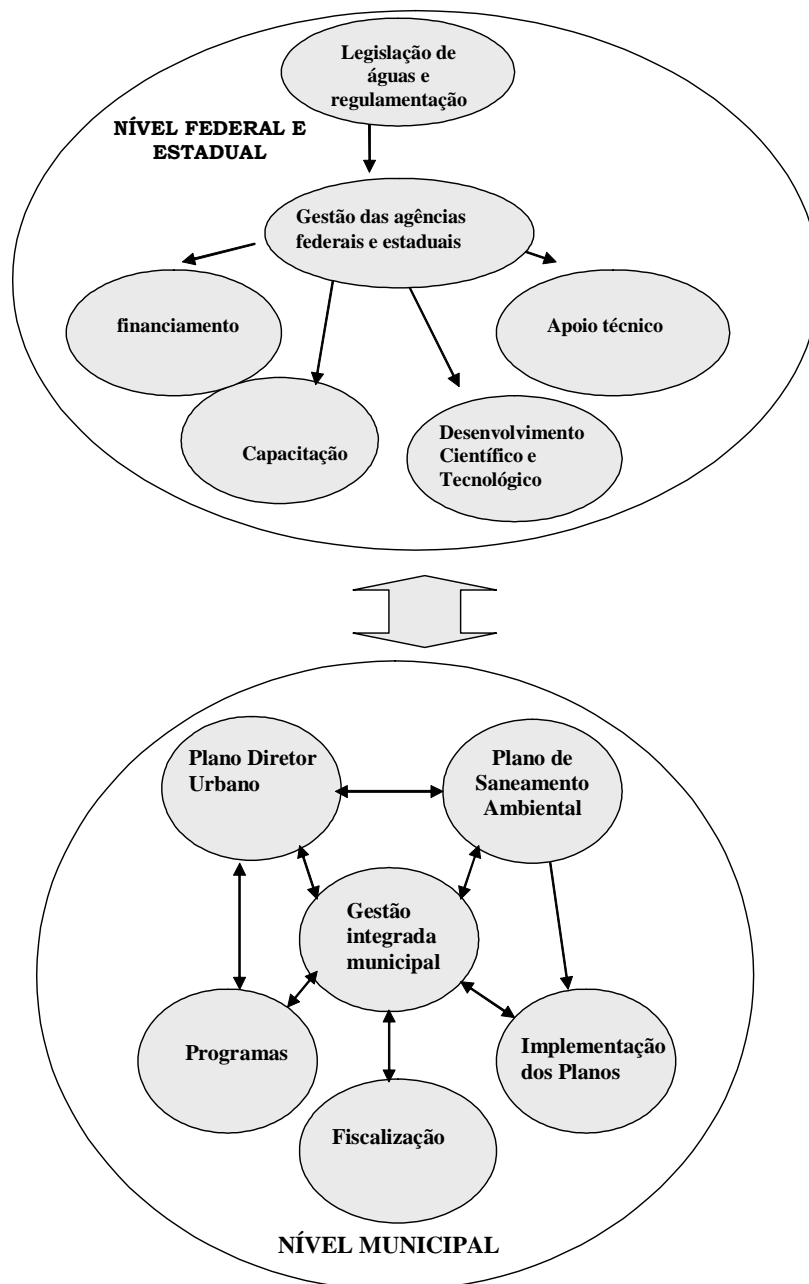 Legislação de
águas e
regulamentação
NÍVEL FEDERAL E
ESTADUAL
Gestão das agências
federais e estaduais
financiamento
Apoio técnico
Capacitação
Desenvolvimento
Científico e
Tecnológico
Plano Diretor
Urbano
Plano de
Saneamento
Ambiental
Gestão
integrada
municipal
Programas
Implementação
dos Planos
Fiscalização
NÍVEL MUNICIPAL